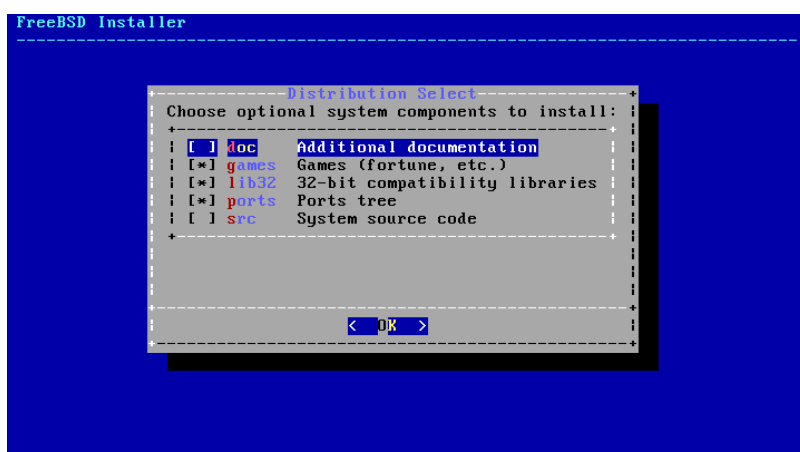 FreeBSD Installer
Distribution Select
Choose optional system components to install:
[ ] doc Additional documentation
[*] games Games (fortune, etc.)
[*] lib32 32-bit compatibility libraries
[*] ports Ports tree
[ ] src System source code
< OK >